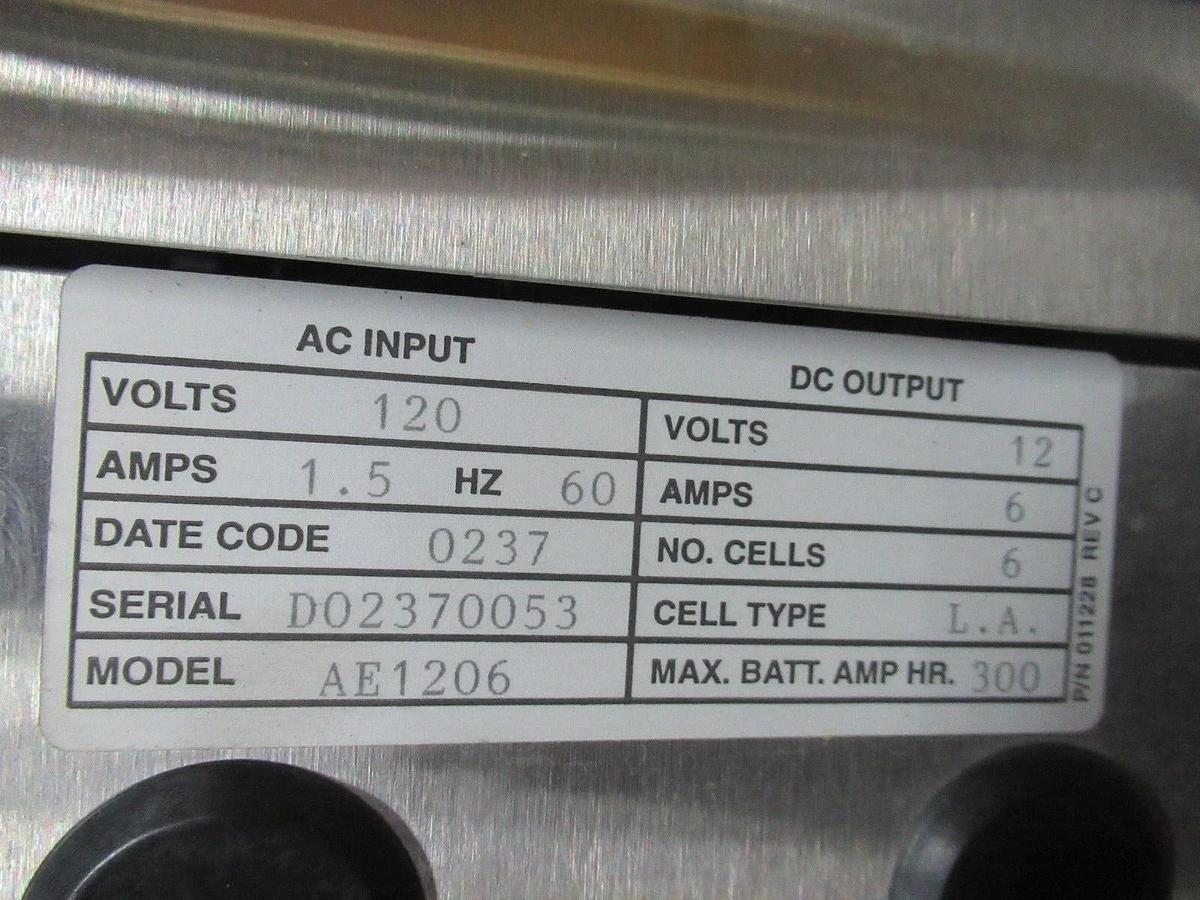 AC INPUT
VOLTS 120
AMPS 1.5 HZ 60
DATE CODE 0237
SERIAL D02370053
MODEL AE1206
DC OUTPUT
VOLTS 12
AMPS 6
NO. CELLS 6
CELL TYPE L.A.
MAX. BATT. AMP HR. 300
P/N 011228 REV C